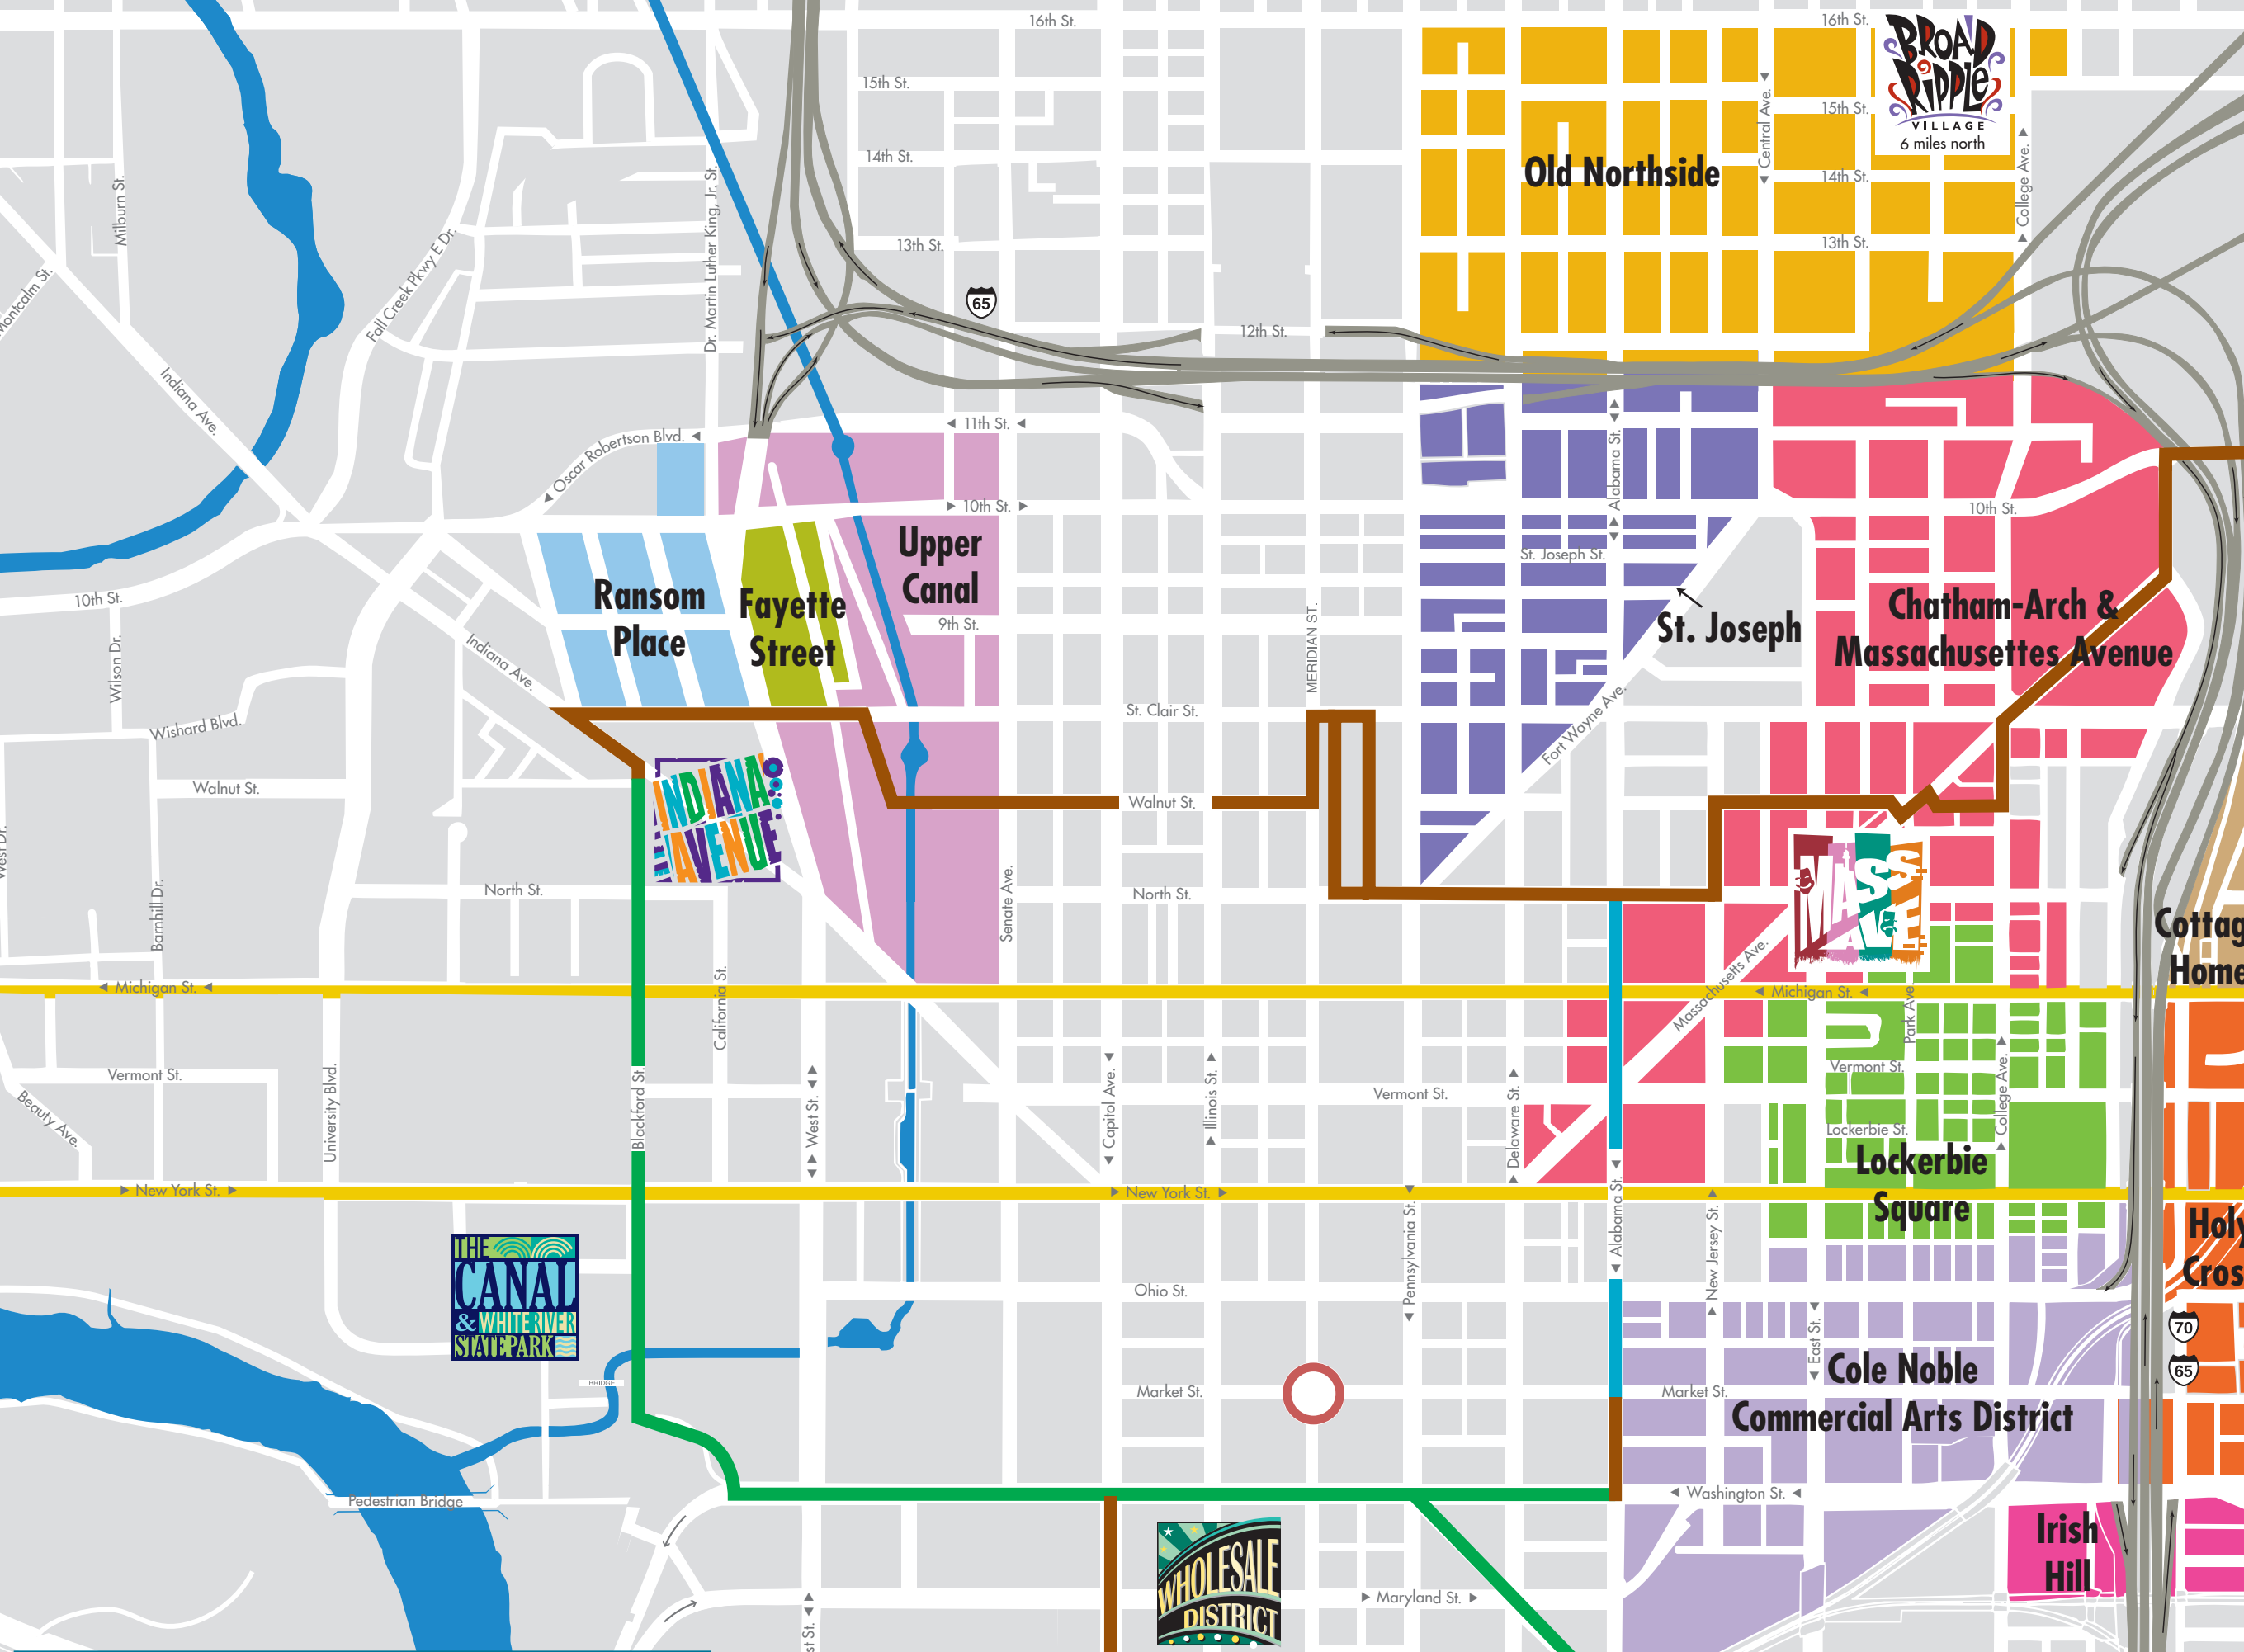 16th St.
16th St.
BROAD
RIPPLE
VILLAGE
6 miles north
15th St.
15th St.
Central Ave.
14th St.
14th St.
Old Northside
College Ave.
Milburn St.
Dr. Martin Luther King, Jr. St.
13th St.
13th St.
Fall Creek Pkwy E Dr.
Montcalm St.
65
12th St.
Indiana Ave.
Oscar Robertson Blvd.
11th St.
Alabama St.
10th St.
10th St.
Upper
Canal
St. Joseph St.
Ransom
Place
Fayette
Street
10th St.
9th St.
MERIDIAN ST.
St. Joseph
Chatham-Arch &
Massachusettes Avenue
Wilson Dr.
Indiana Ave.
Wishard Blvd.
St. Clair St.
Fort Wayne Ave.
Walnut St.
Walnut St.
INDIANA
AVENUE
MASS
AVE
West Dr.
Barnhill Dr.
North St.
North St.
Senate Ave.
Massachusetts Ave.
Cottag
Home
Michigan St.
Michigan St.
California St.
Park Ave.
Vermont St.
Vermont St.
Vermont St.
Beauty Ave.
University Blvd.
Blackford St.
West St.
Capitol Ave.
Illinois St.
Delaware St.
College Ave.
Lockerbie St.
Lockerbie
Square
New York St.
New York St.
Pennsylvania St.
Alabama St.
New Jersey St.
Holy
Cros
THE
CANAL
& WHITE RIVER
STATE PARK
Ohio St.
East St.
70
65
BRIDGE
Market St.
Market St.
Cole Noble
Commercial Arts District
Pedestrian Bridge
Washington St.
WHOLESALE
DISTRICT
Irish
Hill
Maryland St.
st St.